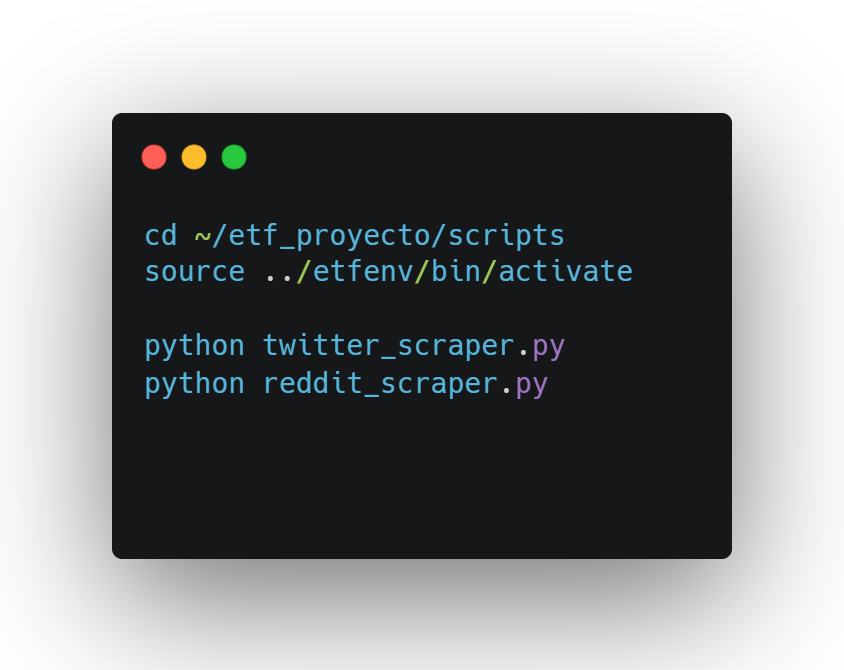 cd ~/etf_proyecto/scripts
source ../etfenv/bin/activate
python twitter_scraper.py
python reddit_scraper.py